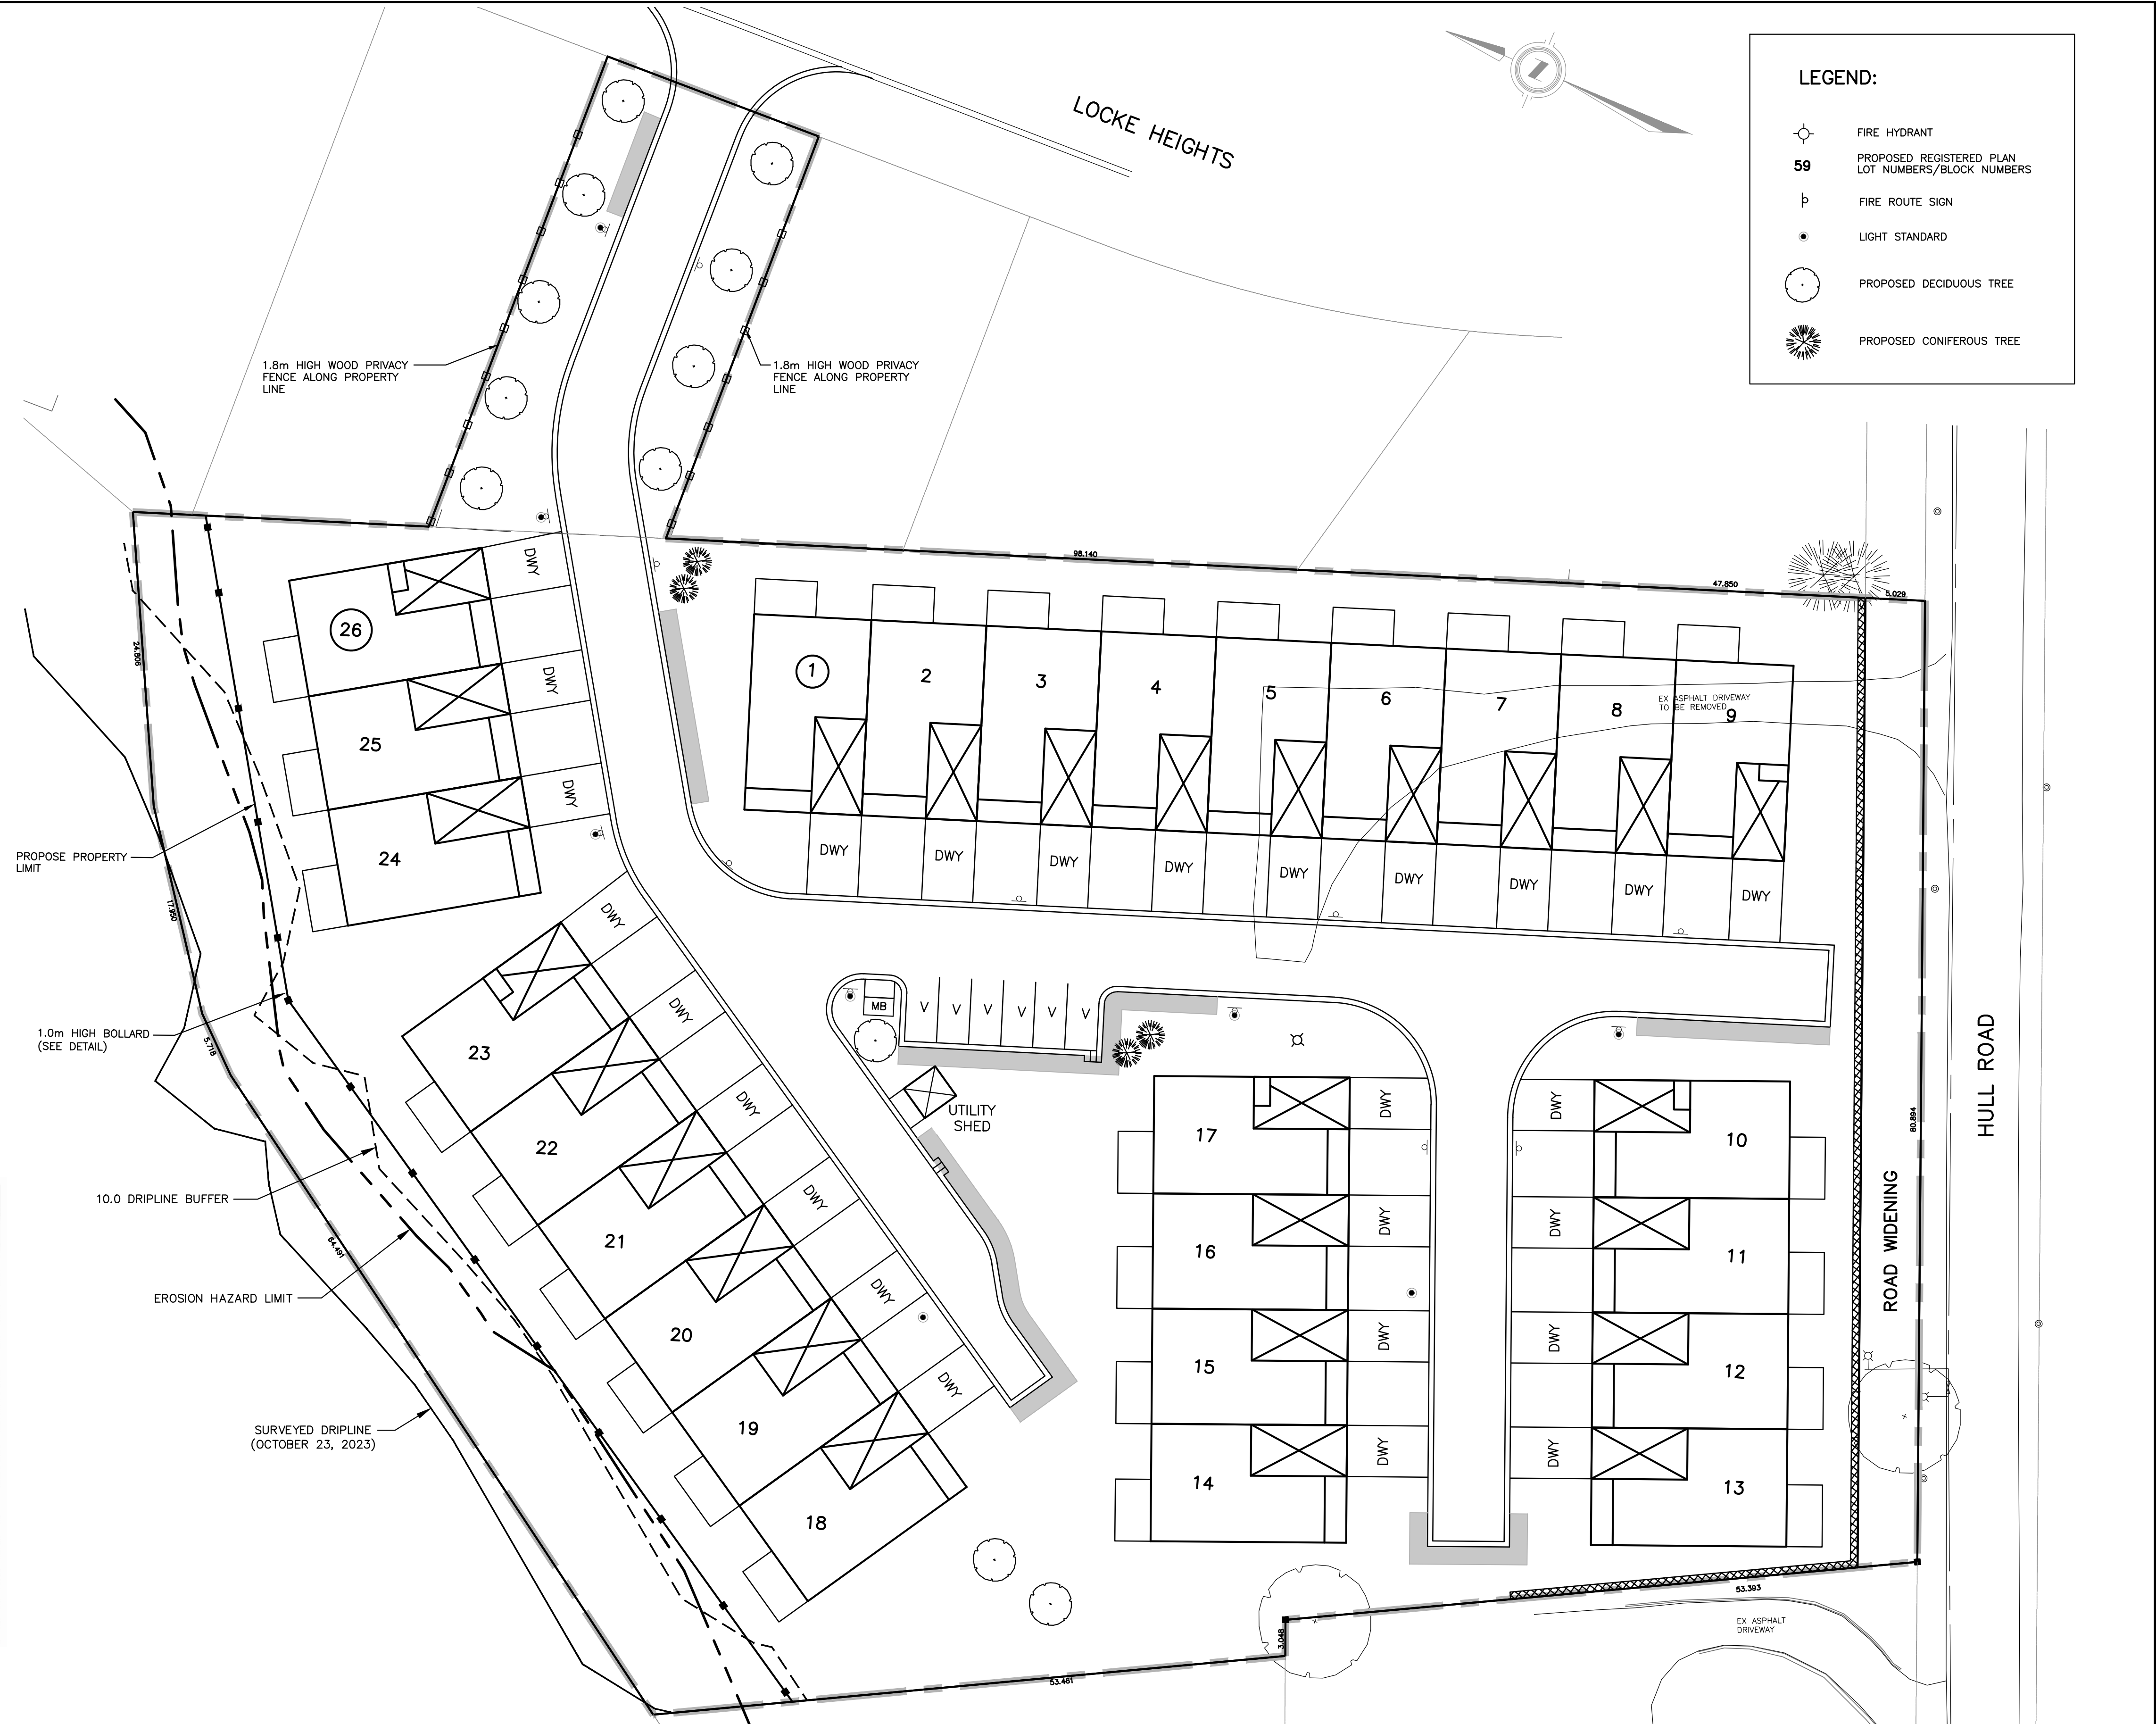 LOCKE HEIGHTS
LEGEND:
FIRE HYDRANT
59
PROPOSED REGISTERED PLAN
LOT NUMBERS/BLOCK NUMBERS
FIRE ROUTE SIGN
LIGHT STANDARD
PROPOSED DECIDUOUS TREE
PROPOSED CONIFEROUS TREE
1.8m HIGH WOOD PRIVACY
FENCE ALONG PROPERTY
LINE
1.8m HIGH WOOD PRIVACY
FENCE ALONG PROPERTY
LINE
98.140
47.850
5.029
24.806
26
DWY
25
DWY
24
DWY
1
2
3
4
5
6
7
8
9
EX ASPHALT DRIVEWAY
TO BE REMOVED
DWY
DWY
DWY
DWY
DWY
DWY
DWY
DWY
DWY
PROPOSE PROPERTY
LIMIT
17.950
1.0m HIGH BOLLARD
(SEE DETAIL)
5.718
10.0 DRIPLINE BUFFER
64.491
EROSION HAZARD LIMIT
SURVEYED DRIPLINE
(OCTOBER 23, 2023)
23
DWY
22
DWY
21
DWY
20
DWY
19
DWY
18
DWY
MB
V
V
V
V
V
V
UTILITY
SHED
17
DWY
16
DWY
15
DWY
14
DWY
DWY
10
DWY
11
DWY
12
DWY
13
ROAD WIDENING
80.894
HULL ROAD
53.393
EX ASPHALT
DRIVEWAY
3.048
53.461